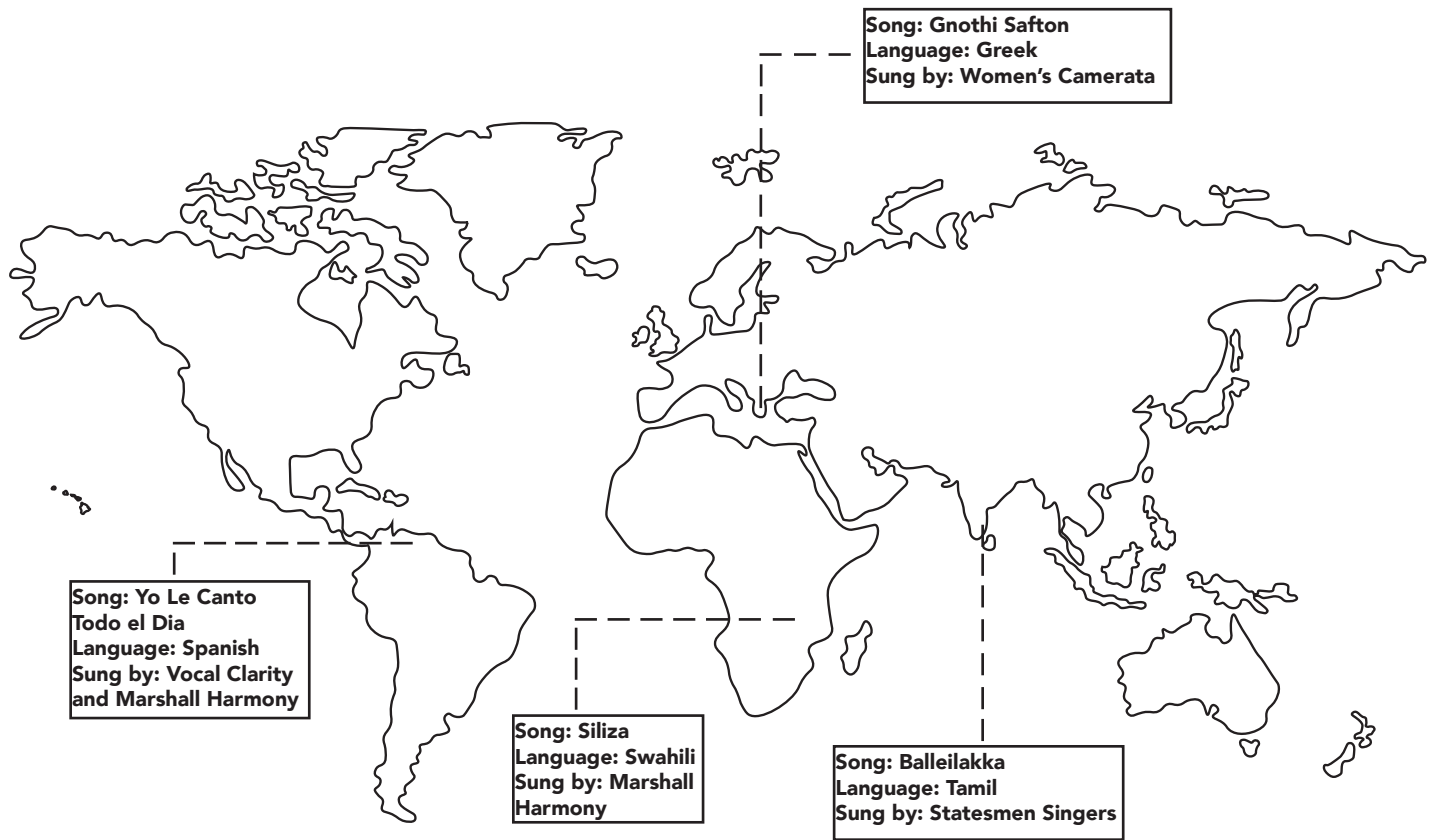 Song: Gnothi Safton
Language: Greek
Sung by: Women's Camerata
Song: Yo Le Canto
Todo el Dia
Language: Spanish
Sung by: Vocal Clarity
and Marshall Harmony
Song: Siliza
Language: Swahili
Sung by: Marshall
Harmony
Song: Balleilakka
Language: Tamil
Sung by: Statesmen Singers